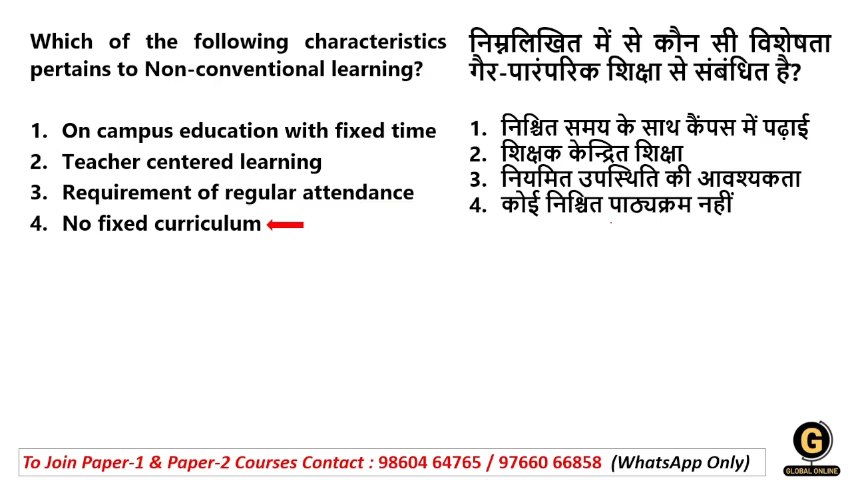 Which of the following characteristics
pertains to Non-conventional learning?
1. On campus education with fixed time
2. Teacher centered learning
3. Requirement of regular attendance
4. No fixed curriculum
निम्नलिखित में से कौन सी विशेषता
गैर-पारंपरिक शिक्षा से संबंधित है?
1. निश्चित समय के साथ कैंपस में पढ़ाई
2. शिक्षक केन्द्रित शिक्षा
3. नियमित उपस्थिति की आवश्यकता
4. कोई निश्चित पाठ्यक्रम नहीं
To Join Paper-1 & Paper-2 Courses Contact : 98604 64765 / 97660 66858 (WhatsApp Only)
G
GLOBAL ONLINE